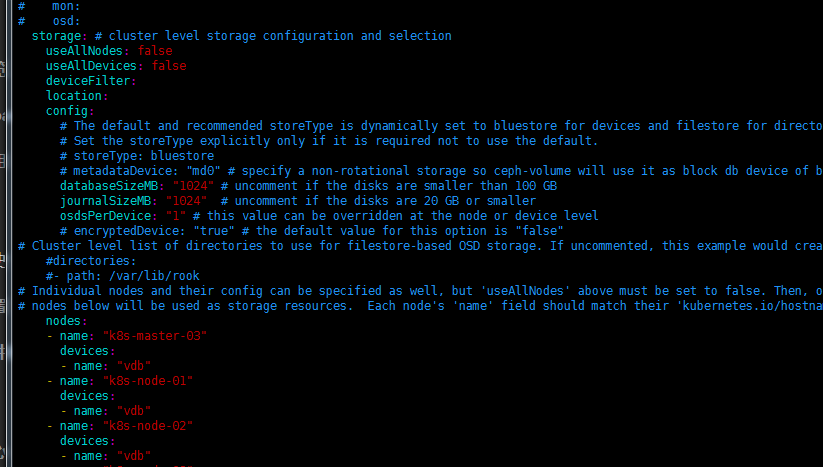 #    mon:
#    osd:
  storage: # cluster level storage configuration and selection
    useAllNodes: false
    useAllDevices: false
    deviceFilter:
    location:
    config:
      # The default and recommended storeType is dynamically set to bluestore for devices and filestore for directo
      # Set the storeType explicitly only if it is required not to use the default.
      # storeType: bluestore
      # metadataDevice: "md0" # specify a non-rotational storage so ceph-volume will use it as block db device of b
      databaseSizeMB: "1024" # uncomment if the disks are smaller than 100 GB
      journalSizeMB: "1024"  # uncomment if the disks are 20 GB or smaller
      osdsPerDevice: "1" # this value can be overridden at the node or device level
      # encryptedDevice: "true" # the default value for this option is "false"
# Cluster level list of directories to use for filestore-based OSD storage. If uncommented, this example would crea
    #directories:
    #- path: /var/lib/rook
# Individual nodes and their config can be specified as well, but 'useAllNodes' above must be set to false. Then, o
# nodes below will be used as storage resources.  Each node's 'name' field should match their 'kubernetes.io/hostna
    nodes:
    - name: "k8s-master-03"
      devices:
      - name: "vdb"
    - name: "k8s-node-01"
      devices:
      - name: "vdb"
    - name: "k8s-node-02"
      devices:
      - name: "vdb"